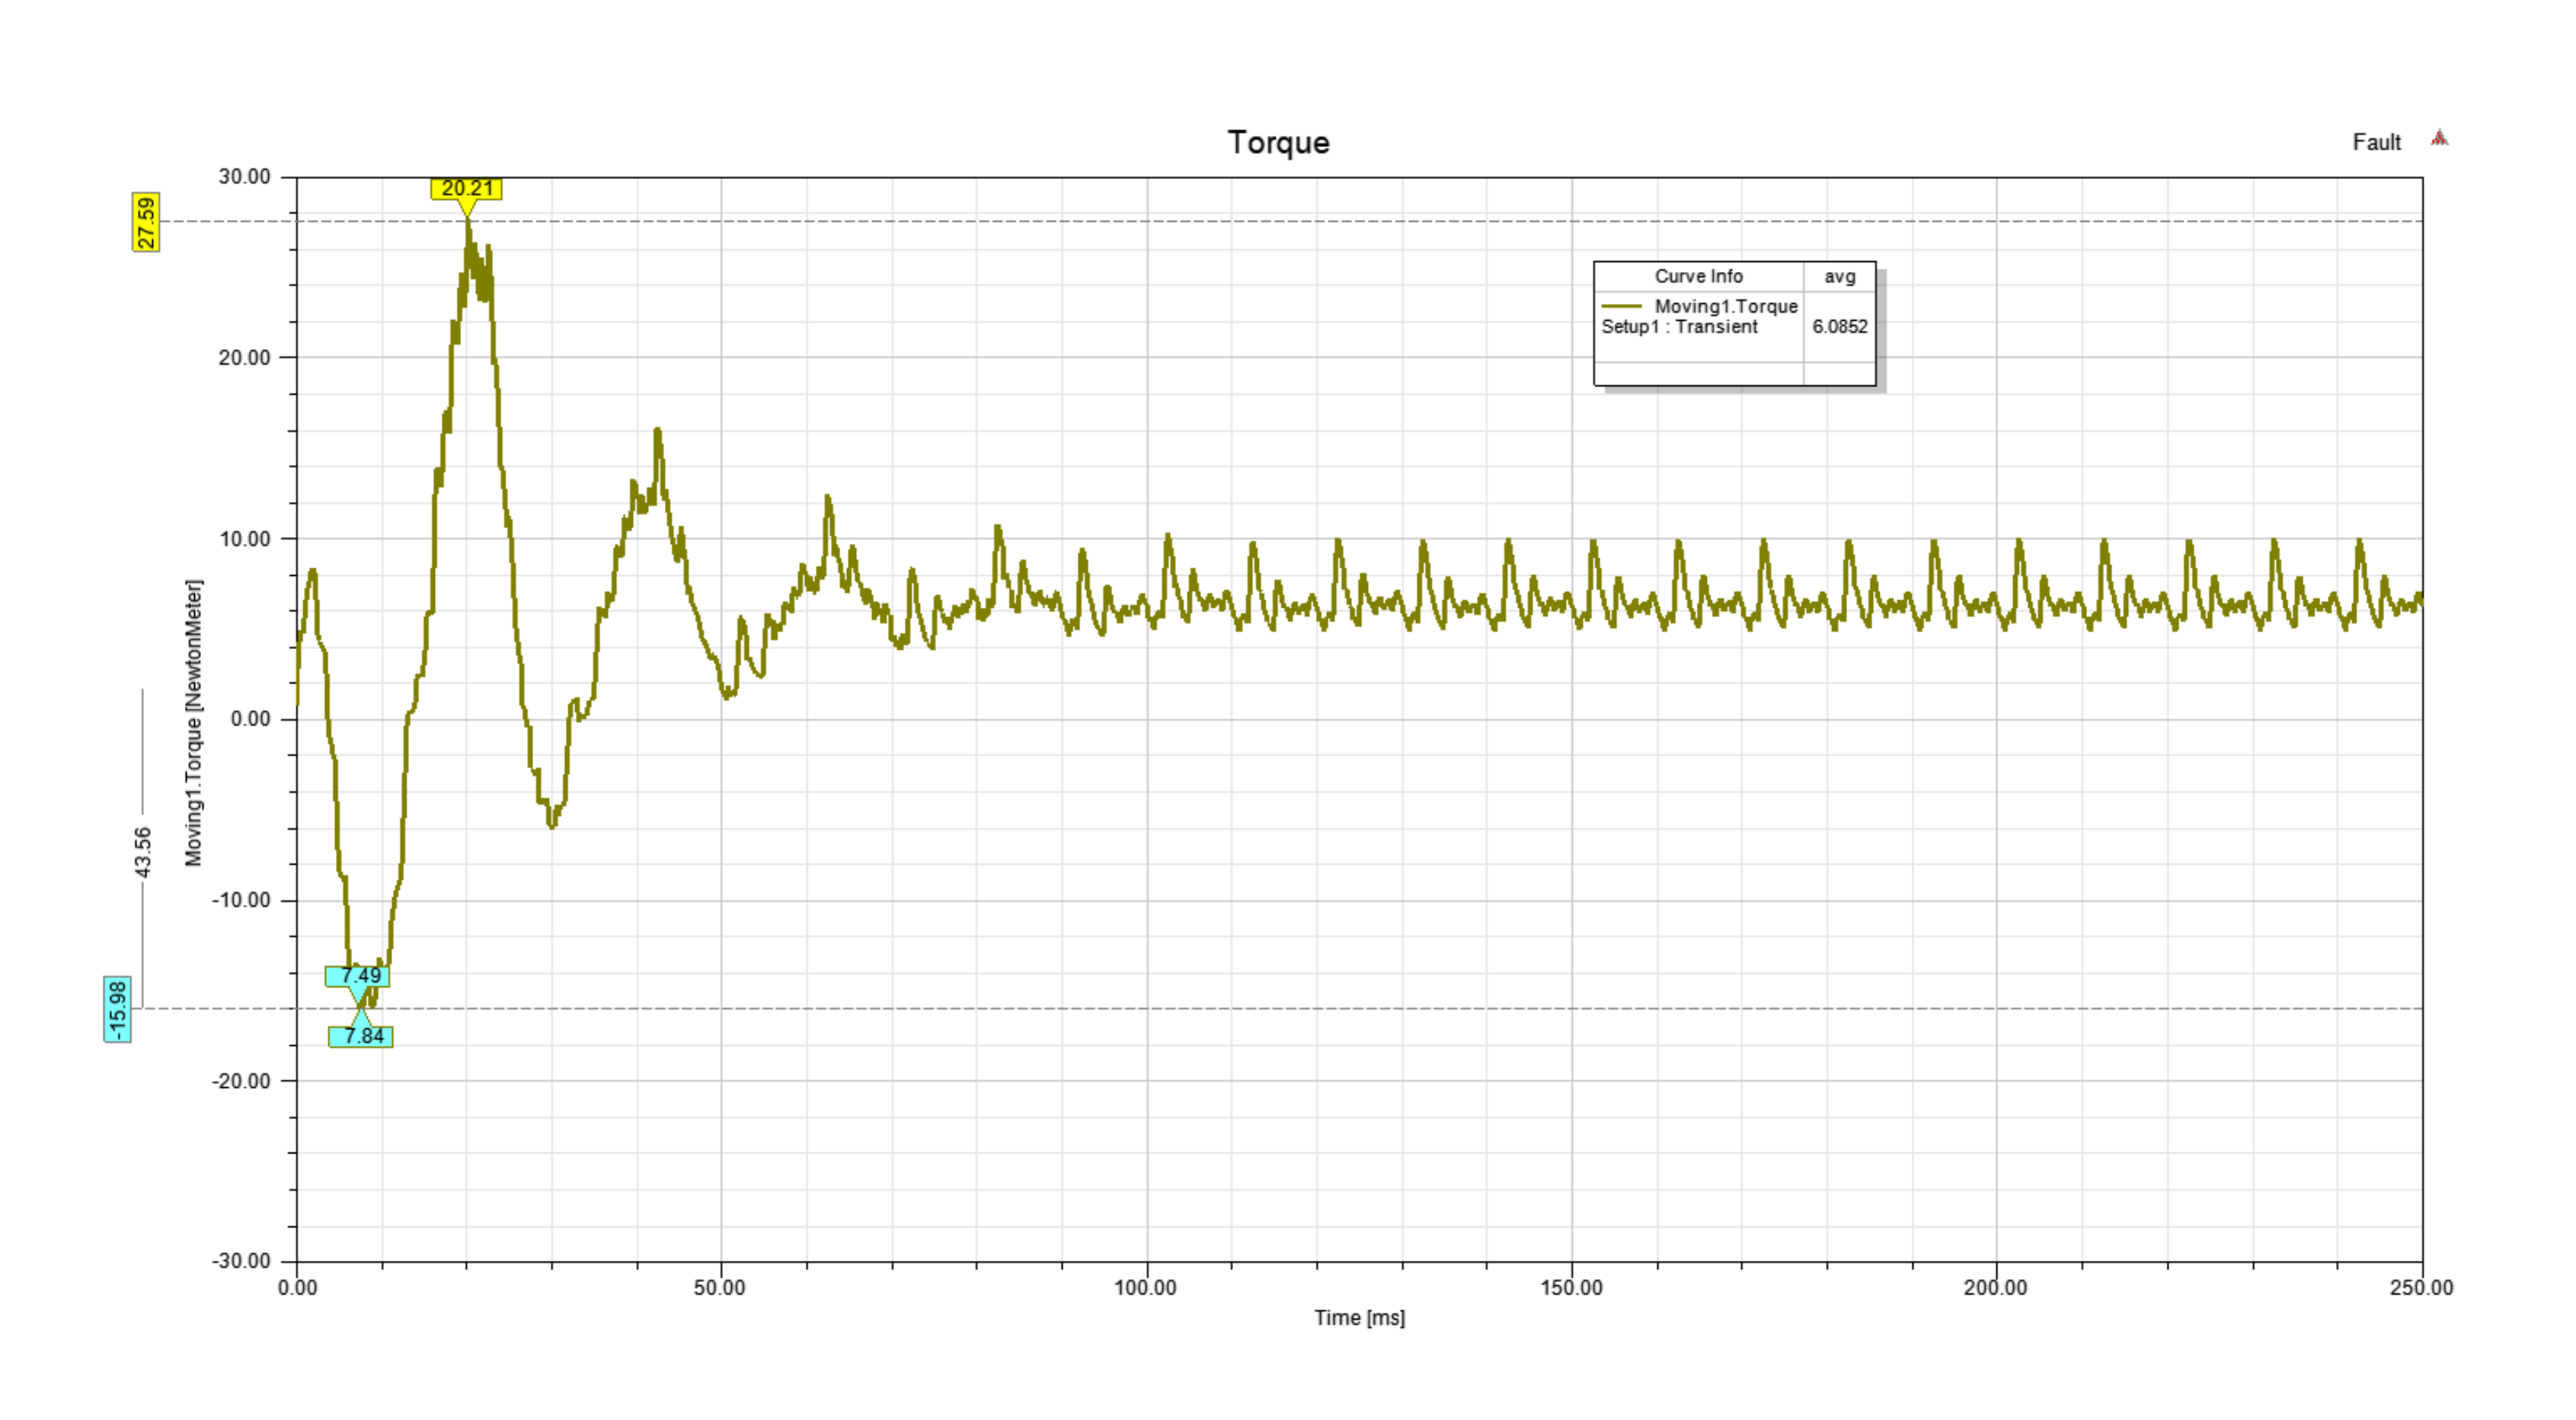 Torque
Fault
30.00
20.00
10.00
0.00
-10.00
-20.00
-30.00
27.59
20.21
Curve Info avg
Moving1.Torque
Setup1 : Transient 6.0852
Moving1.Torque [NewtonMeter]
43.56
-15.98
7.49
7.84
0.00 50.00 100.00 150.00 200.00 250.00
Time [ms]